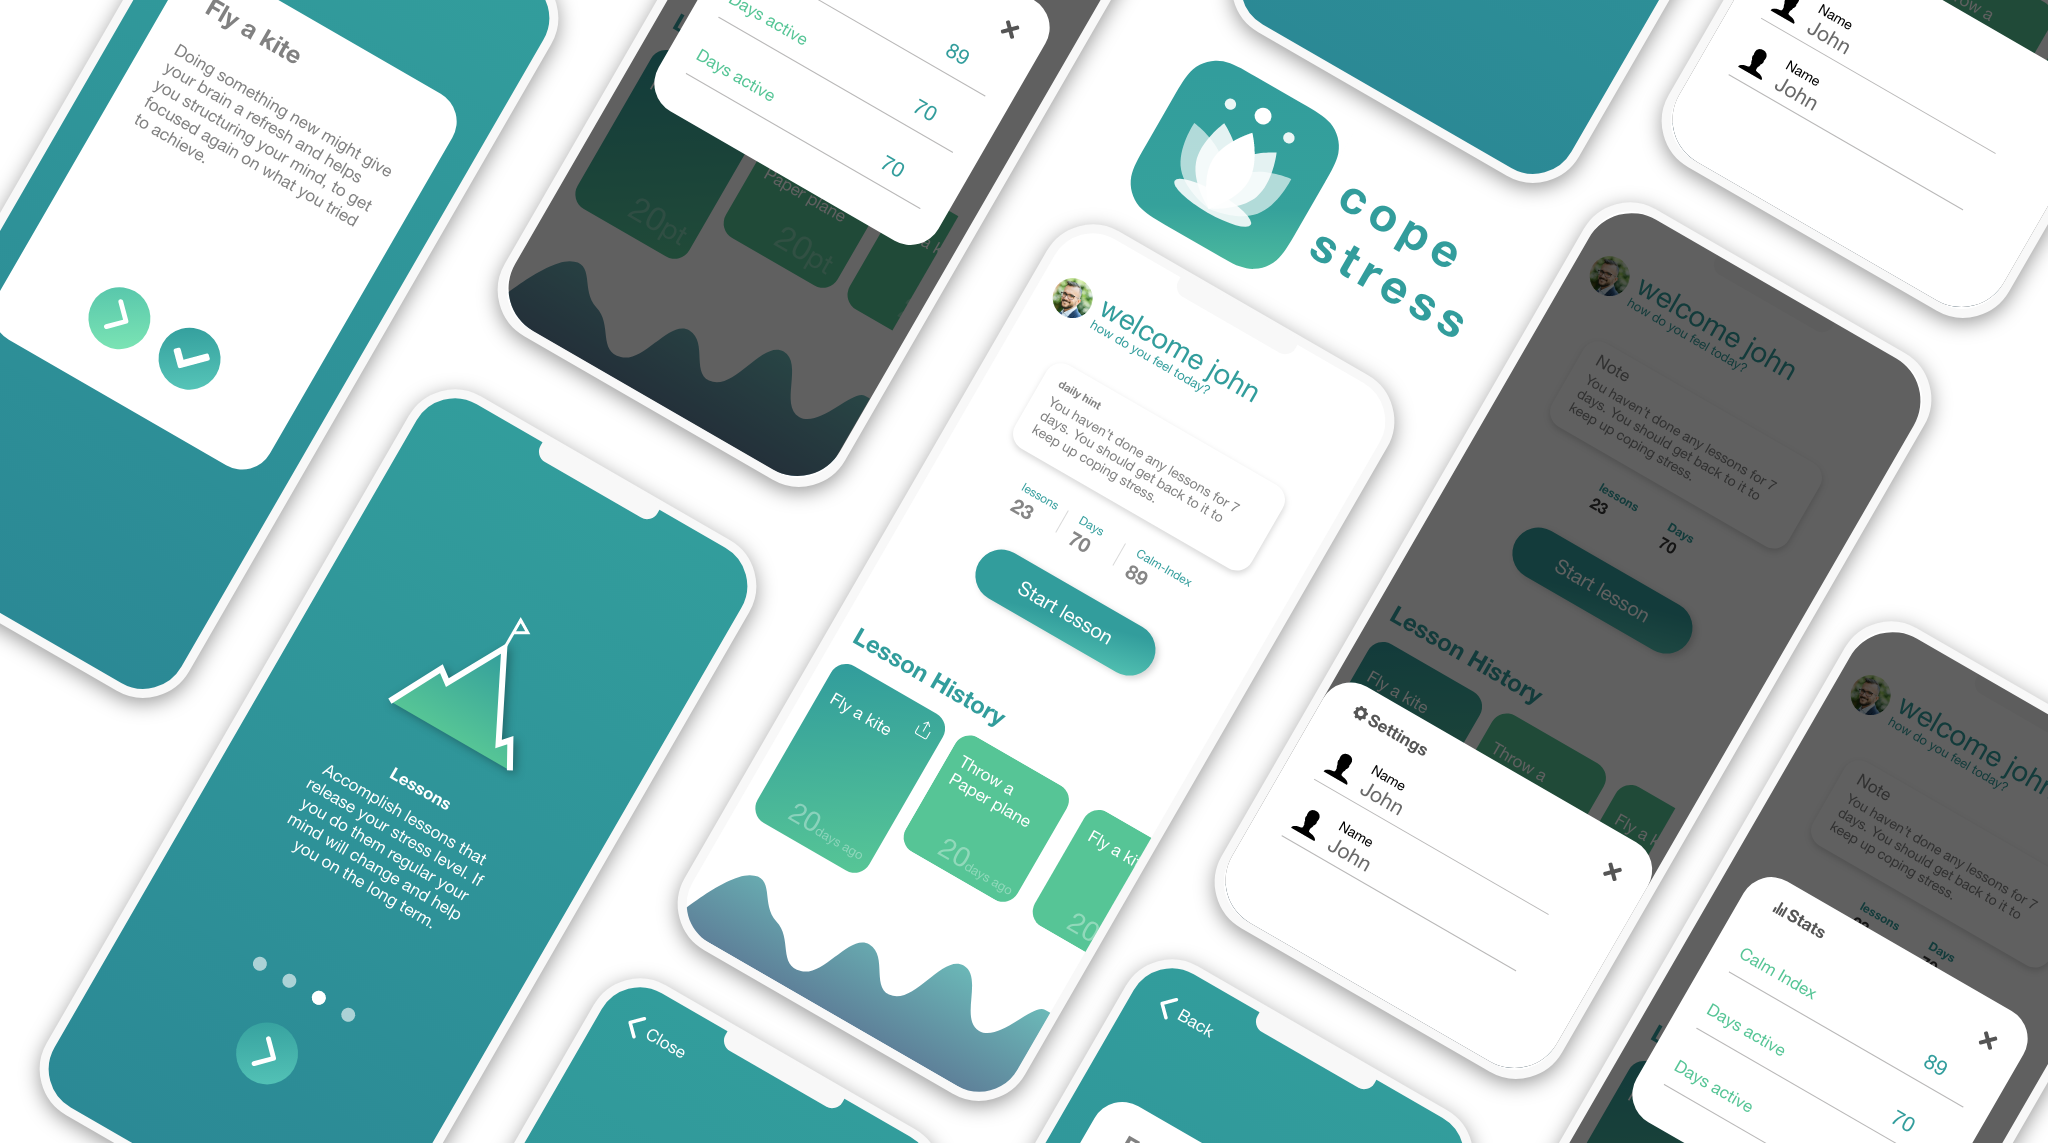 Fly a kite
Doing something new might give
your brain a refresh and helps
you structuring your mind, to get
focused again on what you tried
to achieve.
Days active
89
Days active
70
70
Paper plane
20pt
20pt
cope
stress
Name
John
Name
John
welcome john
how do you feel today?
daily hint
You haven't done any lessons for 7
days. You should get back to it to
keep up coping stress.
lessons
23
Days
70
Calm-Index
89
Start lesson
Lesson History
Fly a kite
20days ago
Throw a
Paper plane
20days ago
Fly a ki
20
welcome john
how do you feel today?
Note
You haven't done any lessons for 7
days. You should get back to it to
keep up coping stress.
lessons
23
Days
70
Start lesson
Lesson History
Fly a kite
Throw a
Fly a k
Settings
Name
John
Name
John
Lessons
Accomplish lessons that
release your stress level. If
you do them regular your
mind will change and help
you on the long term.
Close
Back
welcome john
how do you feel today?
Note
You haven't done any lessons for 7
days. You should get back to it to
keep up coping stress.
lessons
Days
Stats
Calm Index
89
Days active
70
Days active